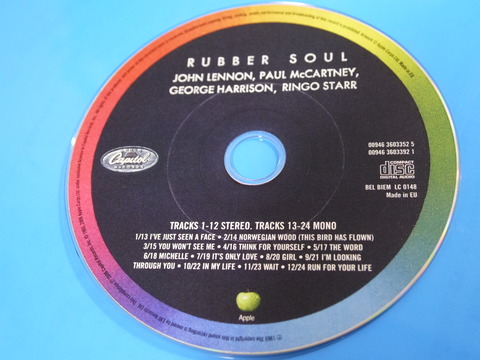 RUBBER SOUL
JOHN LENNON, PAUL McCARTNEY,
GEORGE HARRISON, RINGO STARR
Capitol
RECORDS
00946 3603352 5
00946 3603392 1
COMPACT
disc
DIGITAL AUDIO
BEL BIEM LC 0148
Made in EU
TRACKS 1-12 STEREO. TRACKS 13-24 MONO
1/13 I'VE JUST SEEN A FACE • 2/14 NORWEGIAN WOOD (THIS BIRD HAS FLOWN)
3/15 YOU WON'T SEE ME • 4/16 THINK FOR YOURSELF • 5/17 THE WORD
6/18 MICHELLE • 7/19 IT'S ONLY LOVE • 8/20 GIRL • 9/21 I'M LOOKING
THROUGH YOU • 10/22 IN MY LIFE • 11/23 WAIT • 12/24 RUN FOR YOUR LIFE
Apple